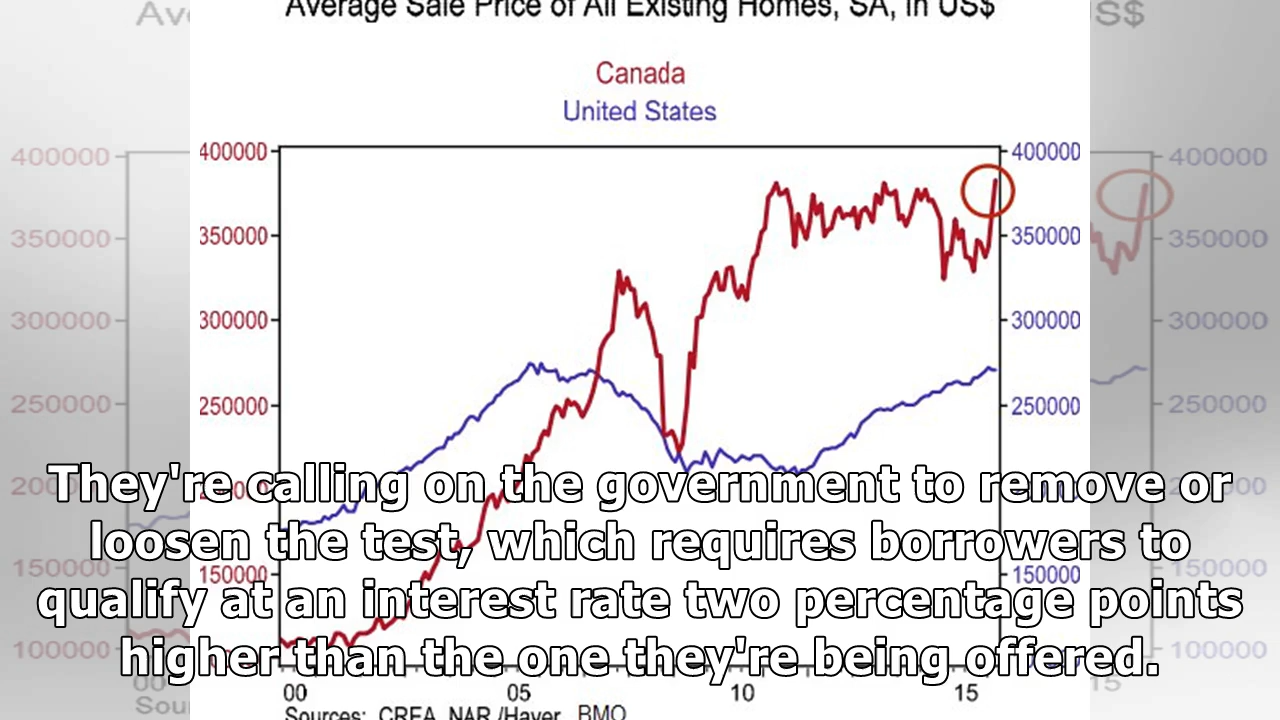 Average Sale Price of All Existing Homes, SA, in US$
Canada
United States
400000 400000
350000 350000
300000 300000
250000 250000
200000 200000
150000 150000
100000 100000
They're calling on the government to remove or
loosen the test, which requires borrowers to
qualify at an interest rate two percentage points
higher than the one they're being offered.
00 05 10 15
Sources: CREA, NAR /Haver, BMO